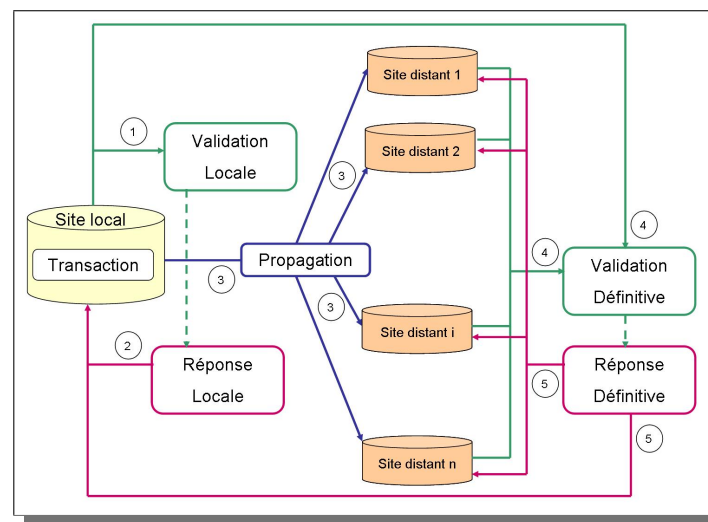 Site distant 1
1
Validation
Locale
Site distant 2
3
Site local
Transaction
3
Propagation
4
4
Validation
Définitive
3
Site distant i
2
Réponse
Locale
5
Réponse
Définitive
5
Site distant n